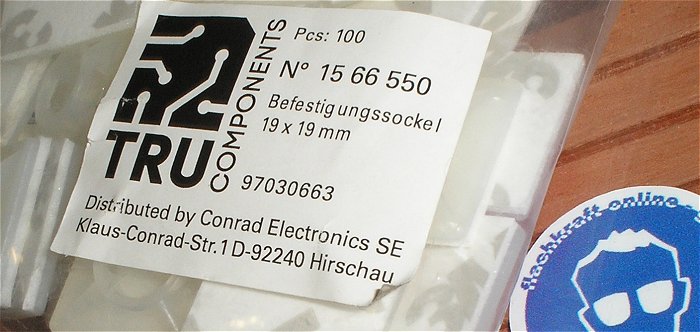 Pcs: 100
N° 15 66 550
Befestigungssockel
19 x 19 mm
TRU
COMPONENTS
97030663
Distributed by Conrad Electronics SE
Klaus-Conrad-Str. 1 D-92240 Hirschau
flachkraft-online